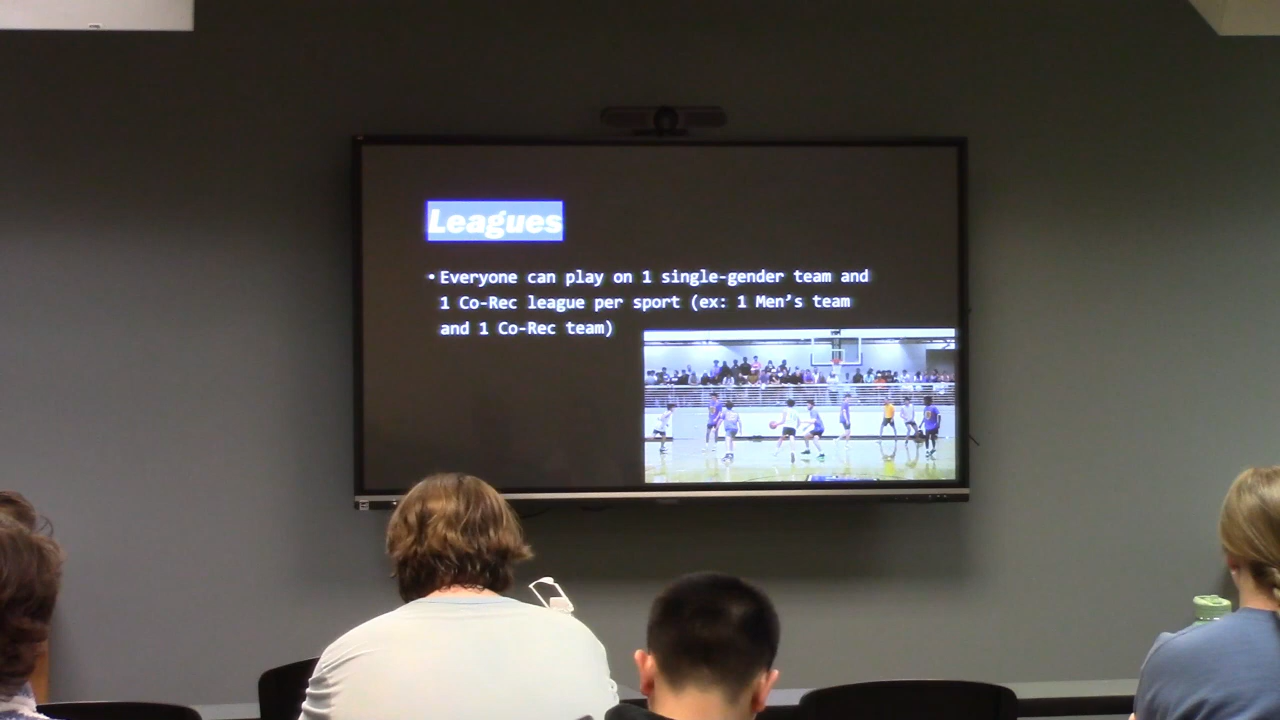 Leagues
• Everyone can play on 1 single-gender team and
1 Co-Rec league per sport (ex: 1 Men’s team
and 1 Co-Rec team)